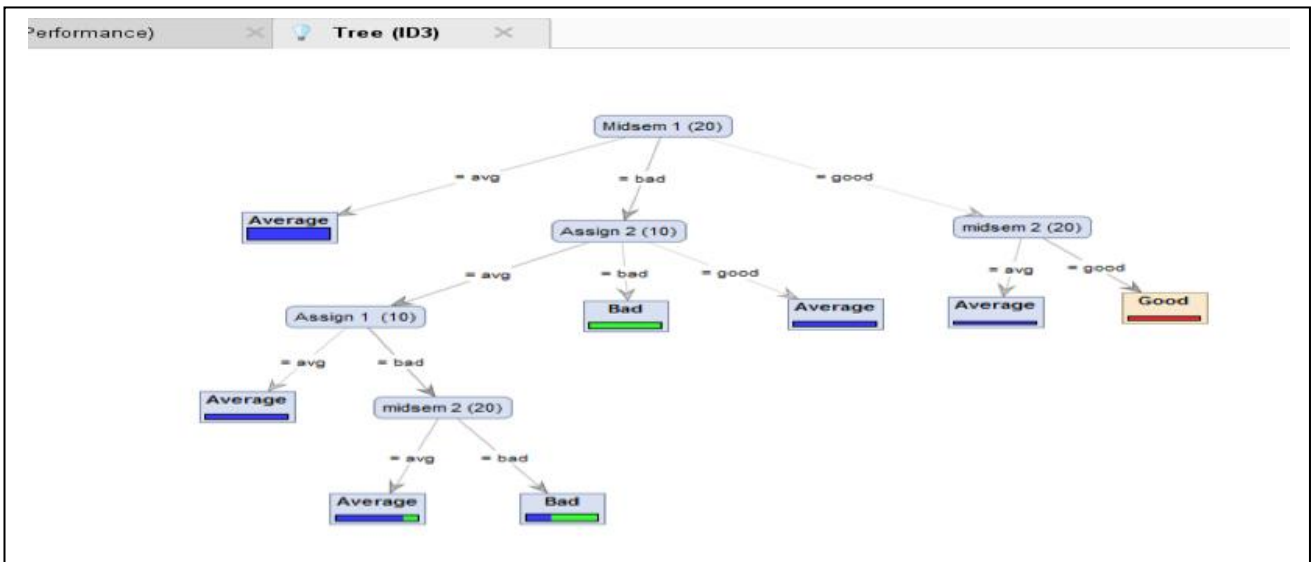 Performance)
Tree (ID3)
Midsem 1 (20)
= avg
= bad
= good
Average
Assign 2 (10)
midsem 2 (20)
= avg
= bad
= good
= avg
= good
Assign 1 (10)
Bad
Average
Average
Good
= avg
= bad
Average
midsem 2 (20)
= avg
= bad
Average
Bad